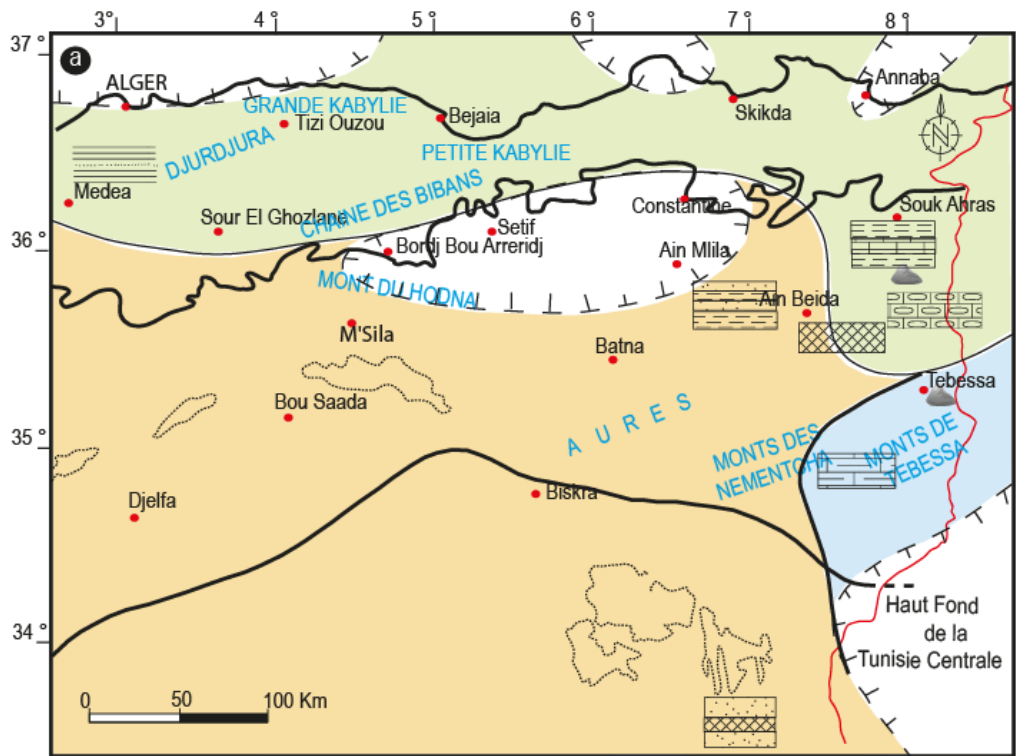 3° 4° 5° 6° 7° 8°
37°
a
ALGER
Annaba
GRANDE KABYLIE
Tizi Ouzou
Bejaia
Skikda
N
DJURDJURA
PETITE KABYLIE
Medea
CHAINE DES BIBANS
Constantine
Souk Ahras
Sour El Ghozlane
Setif
36°
Bordj Bou Arreridj
Ain Mlila
MONT DU HODNA
Ain Beida
M'Sila
Batna
Tebessa
Bou Saada
AURES
35°
MONTS DES
NEMENTCHA
MONTS DE
TEBESSA
Djelfa
Biskra
34°
Haut Fond
de la
Tunisie Centrale
0 50 100 Km